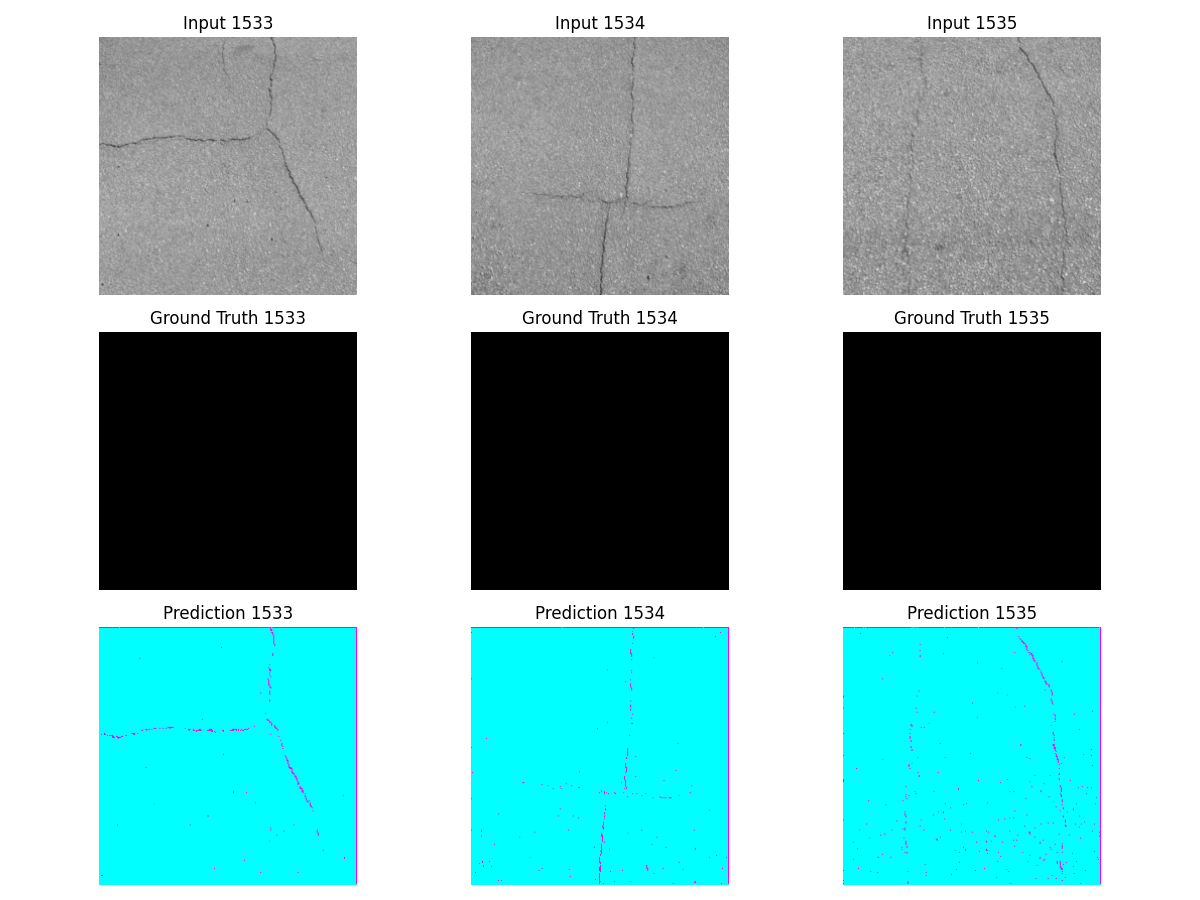 Input 1533
Input 1534
Input 1535
Ground Truth 1533
Ground Truth 1534
Ground Truth 1535
Prediction 1533
Prediction 1534
Prediction 1535